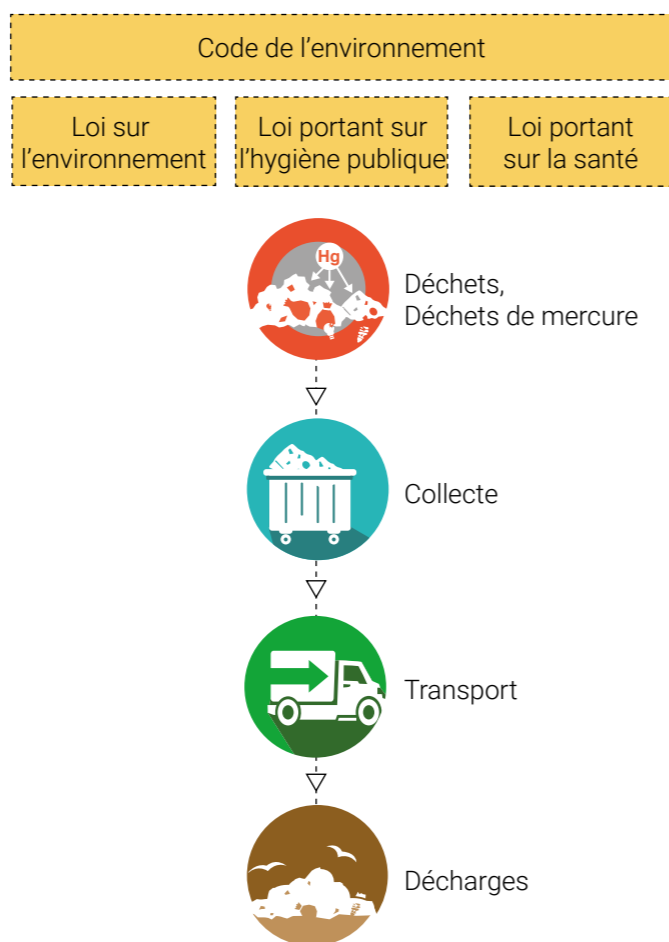 Code de l’environnement
Loi sur
l’environnement
Loi portant sur
l’hygiène publique
Loi portant
sur la santé
Hg
Déchets,
Déchets de mercure
Collecte
Transport
Décharges